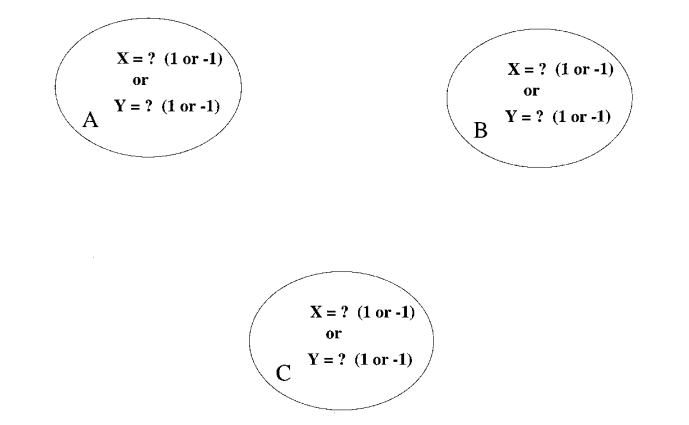 X = ? (1 or -1)
or
Y = ? (1 or -1)
A
X = ? (1 or -1)
or
Y = ? (1 or -1)
B
X = ? (1 or -1)
or
Y = ? (1 or -1)
C